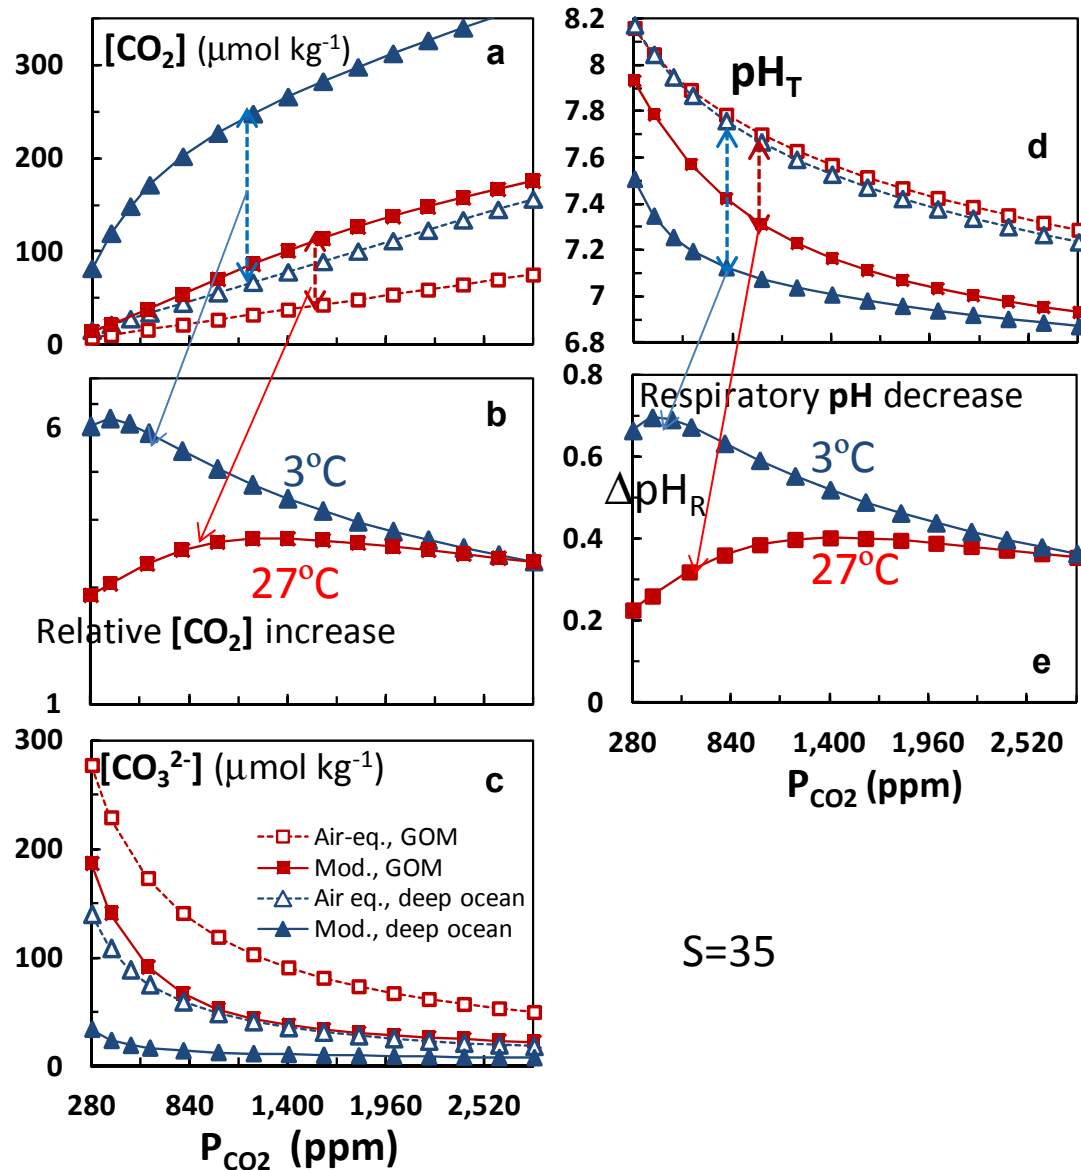 [CO₂] (μmol kg⁻¹)
a
300
200
100
0
b
6
3°C
27°C
Relative [CO₂] increase
1
300
[CO₃²⁻] (μmol kg⁻¹)
c
Air-eq., GOM
Mod., GOM
Air eq., deep ocean
Mod., deep ocean
200
100
0
280 840 1,400 1,960 2,520
P_CO2 (ppm)
8.2
8
7.8
7.6
7.4
7.2
7
6.8
pH_T
d
0.8
Respiratory pH decrease
0.6
3°C
ΔpH_R
0.4
27°C
0.2
e
0
280 840 1,400 1,960 2,520
P_CO2 (ppm)
S=35